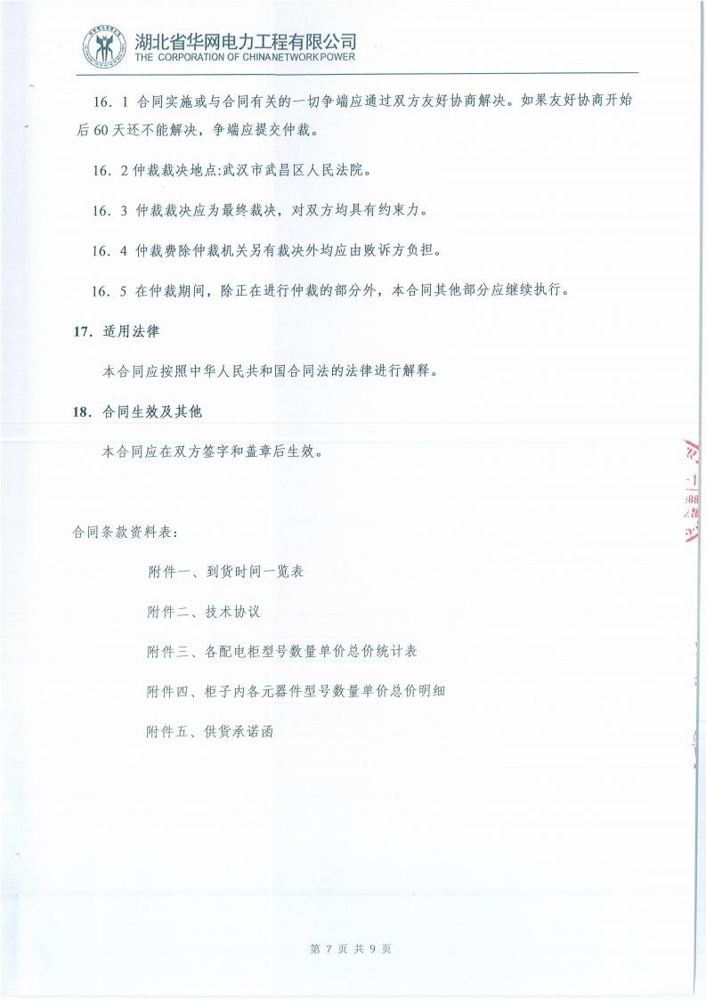 湖北省华网电力工程有限公司
THE CORPORATION OF CHINANETWORKPOWER
16．1 合同实施或与合同有关的一切争端应通过双方友好协商解决。如果友好协商开始
后 60 天还不能解决，争端应提交仲裁。
16．2 仲裁裁决地点:武汉市武昌区人民法院。
16．3 仲裁裁决应为最终裁决，对双方均具有约束力。
16．4 仲裁费除仲裁机关另有裁决外均应由败诉方负担。
16．5 在仲裁期间，除正在进行仲裁的部分外，本合同其他部分应继续执行。
17．适用法律
本合同应按照中华人民共和国合同法的法律进行解释。
18．合同生效及其他
本合同应在双方签字和盖章后生效。
合同条款资料表：
附件一、到货时间一览表
附件二、技术协议
附件三、各配电柜型号数量单价总价统计表
附件四、柜子内各元器件型号数量单价总价明细
附件五、供货承诺函
第 7 页 共 9 页